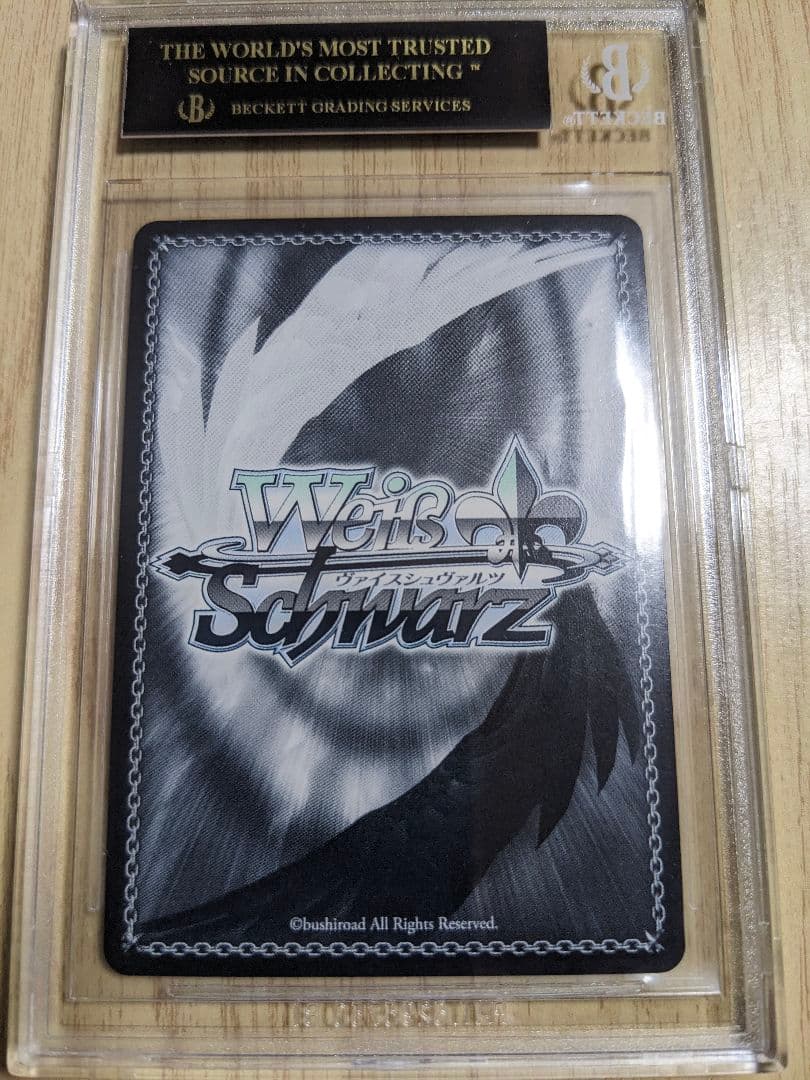 THE WORLD'S MOST TRUSTED
SOURCE IN COLLECTING ™
B BECKETT GRADING SERVICES
B
BECKETT®
Weiß
ヴァイスシュヴァルツ
Schwarz
©bushiroad All Rights Reserved.